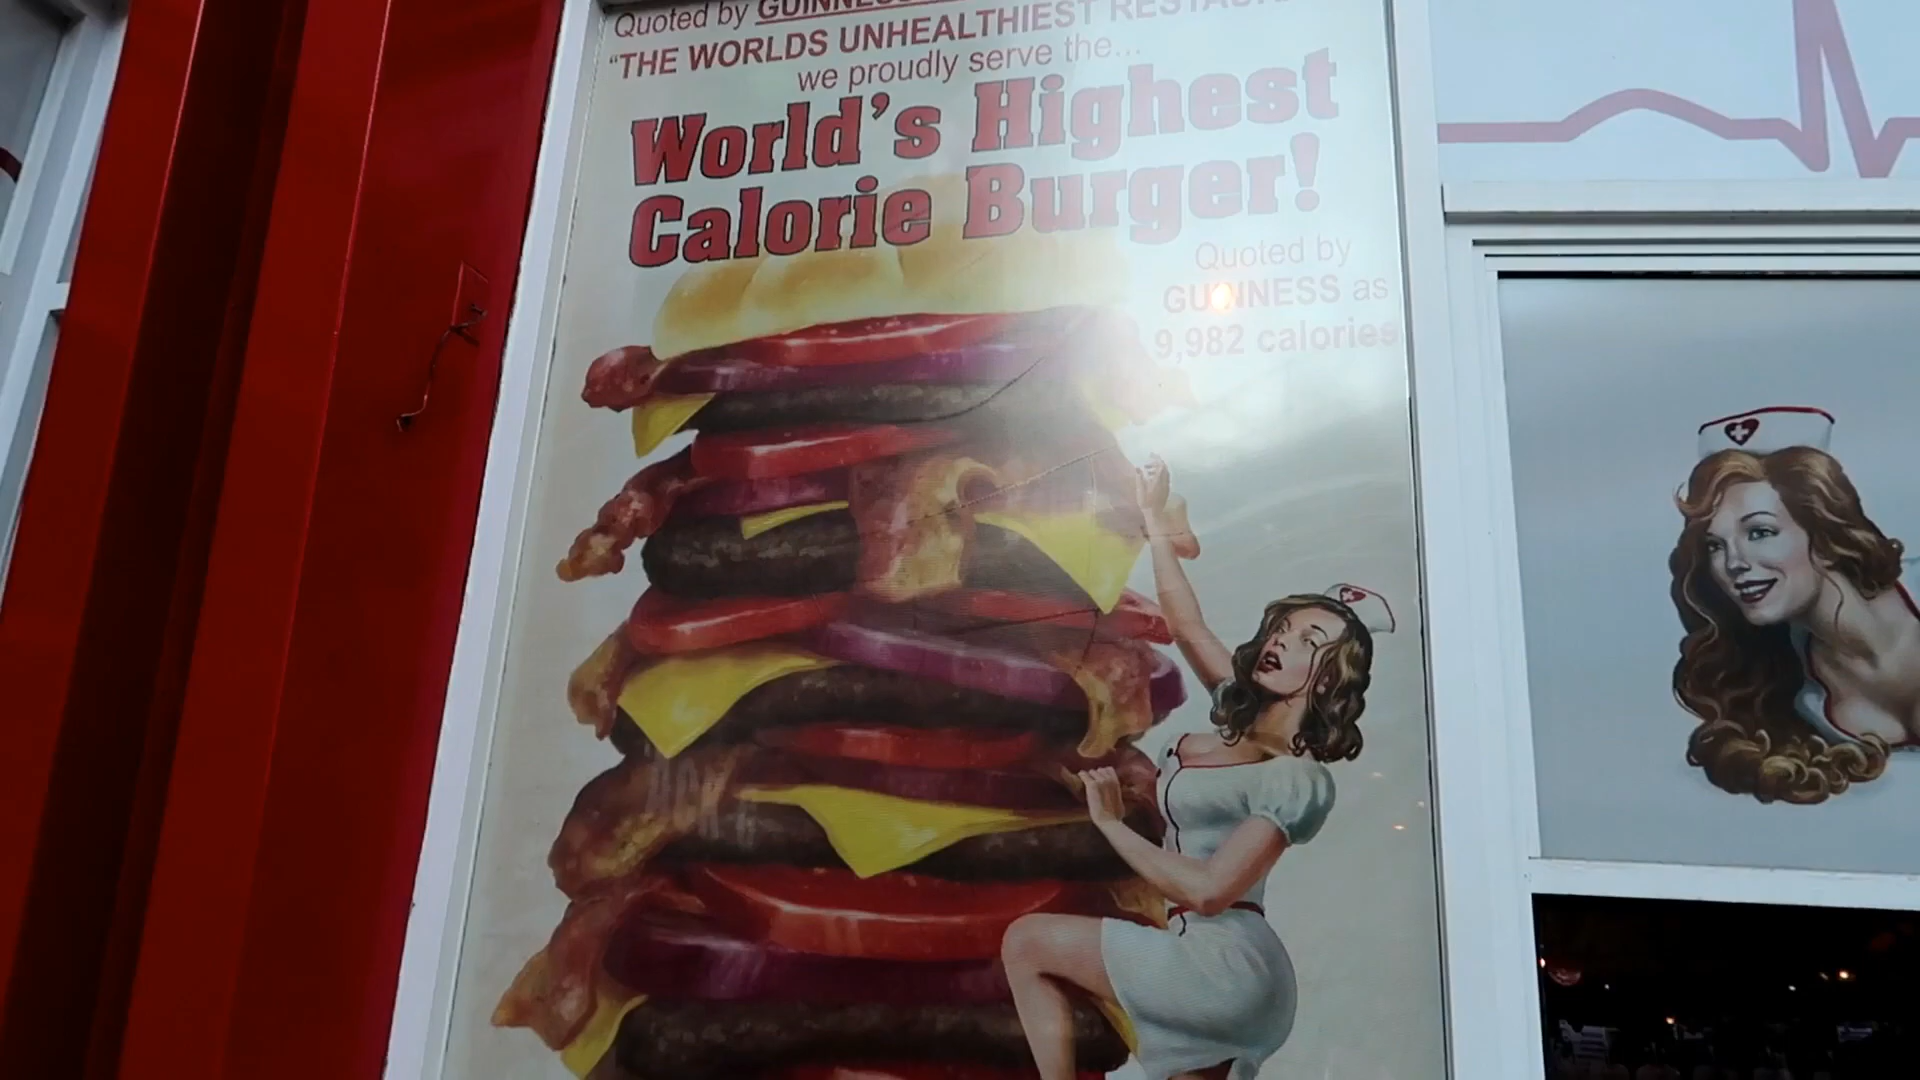 Quoted by GUINNESS
"THE WORLDS UNHEALTHIEST
we proudly serve the...
World's Highest
Calorie Burger!
Quoted by
GUINNESS as
9,982 calories